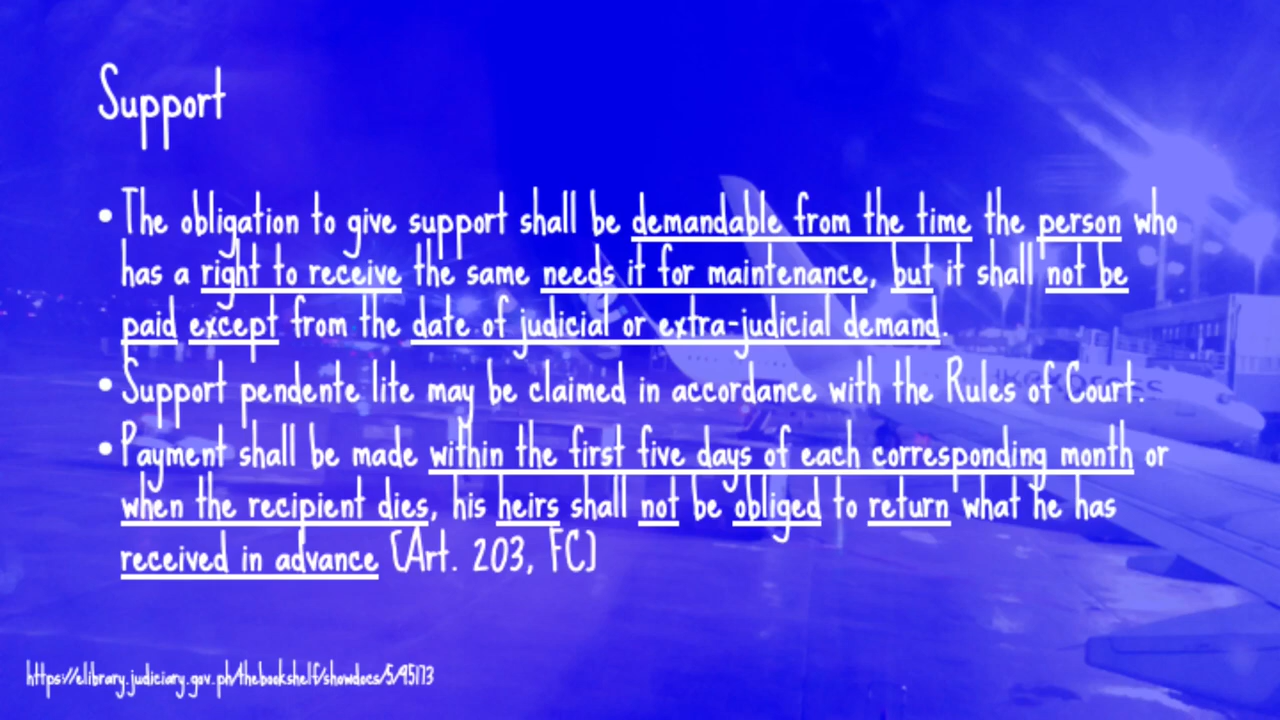 Support
• The obligation to give support shall be demandable from the time the person who
has a right to receive the same needs it for maintenance, but it shall not be
paid except from the date of judicial or extra-judicial demand.
• Support pendente lite may be claimed in accordance with the Rules of Court.
• Payment shall be made within the first five days of each corresponding month or
when the recipient dies, his heirs shall not be obliged to return what he has
received in advance (Art. 203, FC)
https://elibrary.judiciary.gov.ph/thebookshelf/showdocs/5/95173